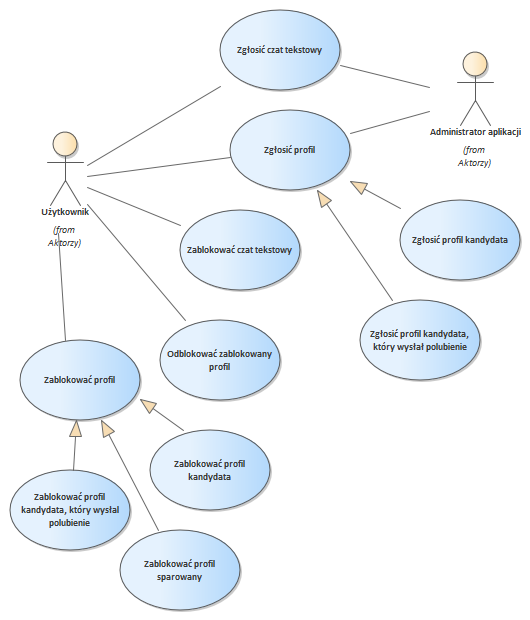 Zgłosić czat tekstowy
Administrator aplikacji
(from
Aktorzy)
Zgłosić profil
Użytkownik
(from
Aktorzy)
Zablokować czat tekstowy
Zgłosić profil kandydata
Zgłosić profil kandydata,
który wysłał polubienie
Odblokować zablokowany
profil
Zablokować profil
Zablokować profil
kandydata
Zablokować profil
kandydata, który wysłal
polubienie
Zablokować profil
sparowany